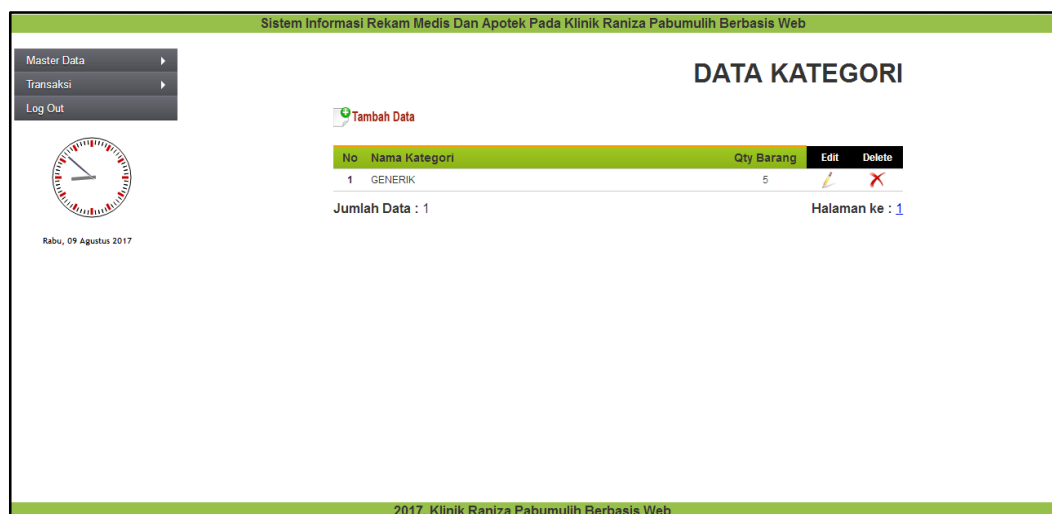 Sistem Informasi Rekam Medis Dan Apotek Pada Klinik Raniza Pabumulih Berbasis Web
Master Data
Transaksi
Log Out
Rabu, 09 Agustus 2017
DATA KATEGORI
Tambah Data
No Nama Kategori Qty Barang Edit Delete
1 GENERIK 5
Jumlah Data : 1 Halaman ke : 1
2017. Klinik Raniza Pabumulih Berbasis Web